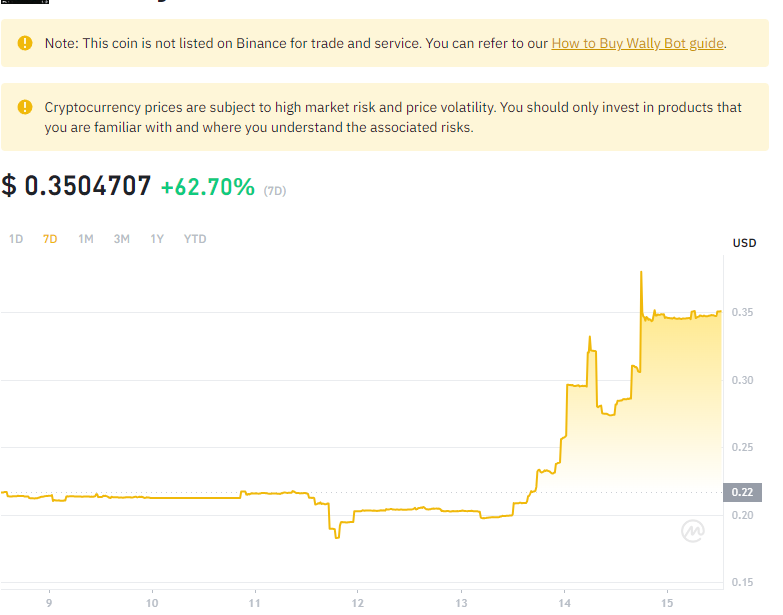 Note: This coin is not listed on Binance for trade and service. You can refer to our How to Buy Wally Bot guide.
Cryptocurrency prices are subject to high market risk and price volatility. You should only invest in products that
you are familiar with and where you understand the associated risks.
$ 0.3504707 +62.70% (7D)
1D 7D 1M 3M 1Y YTD
USD
0.35
0.30
0.25
0.22
0.20
0.15
9 10 11 12 13 14 15